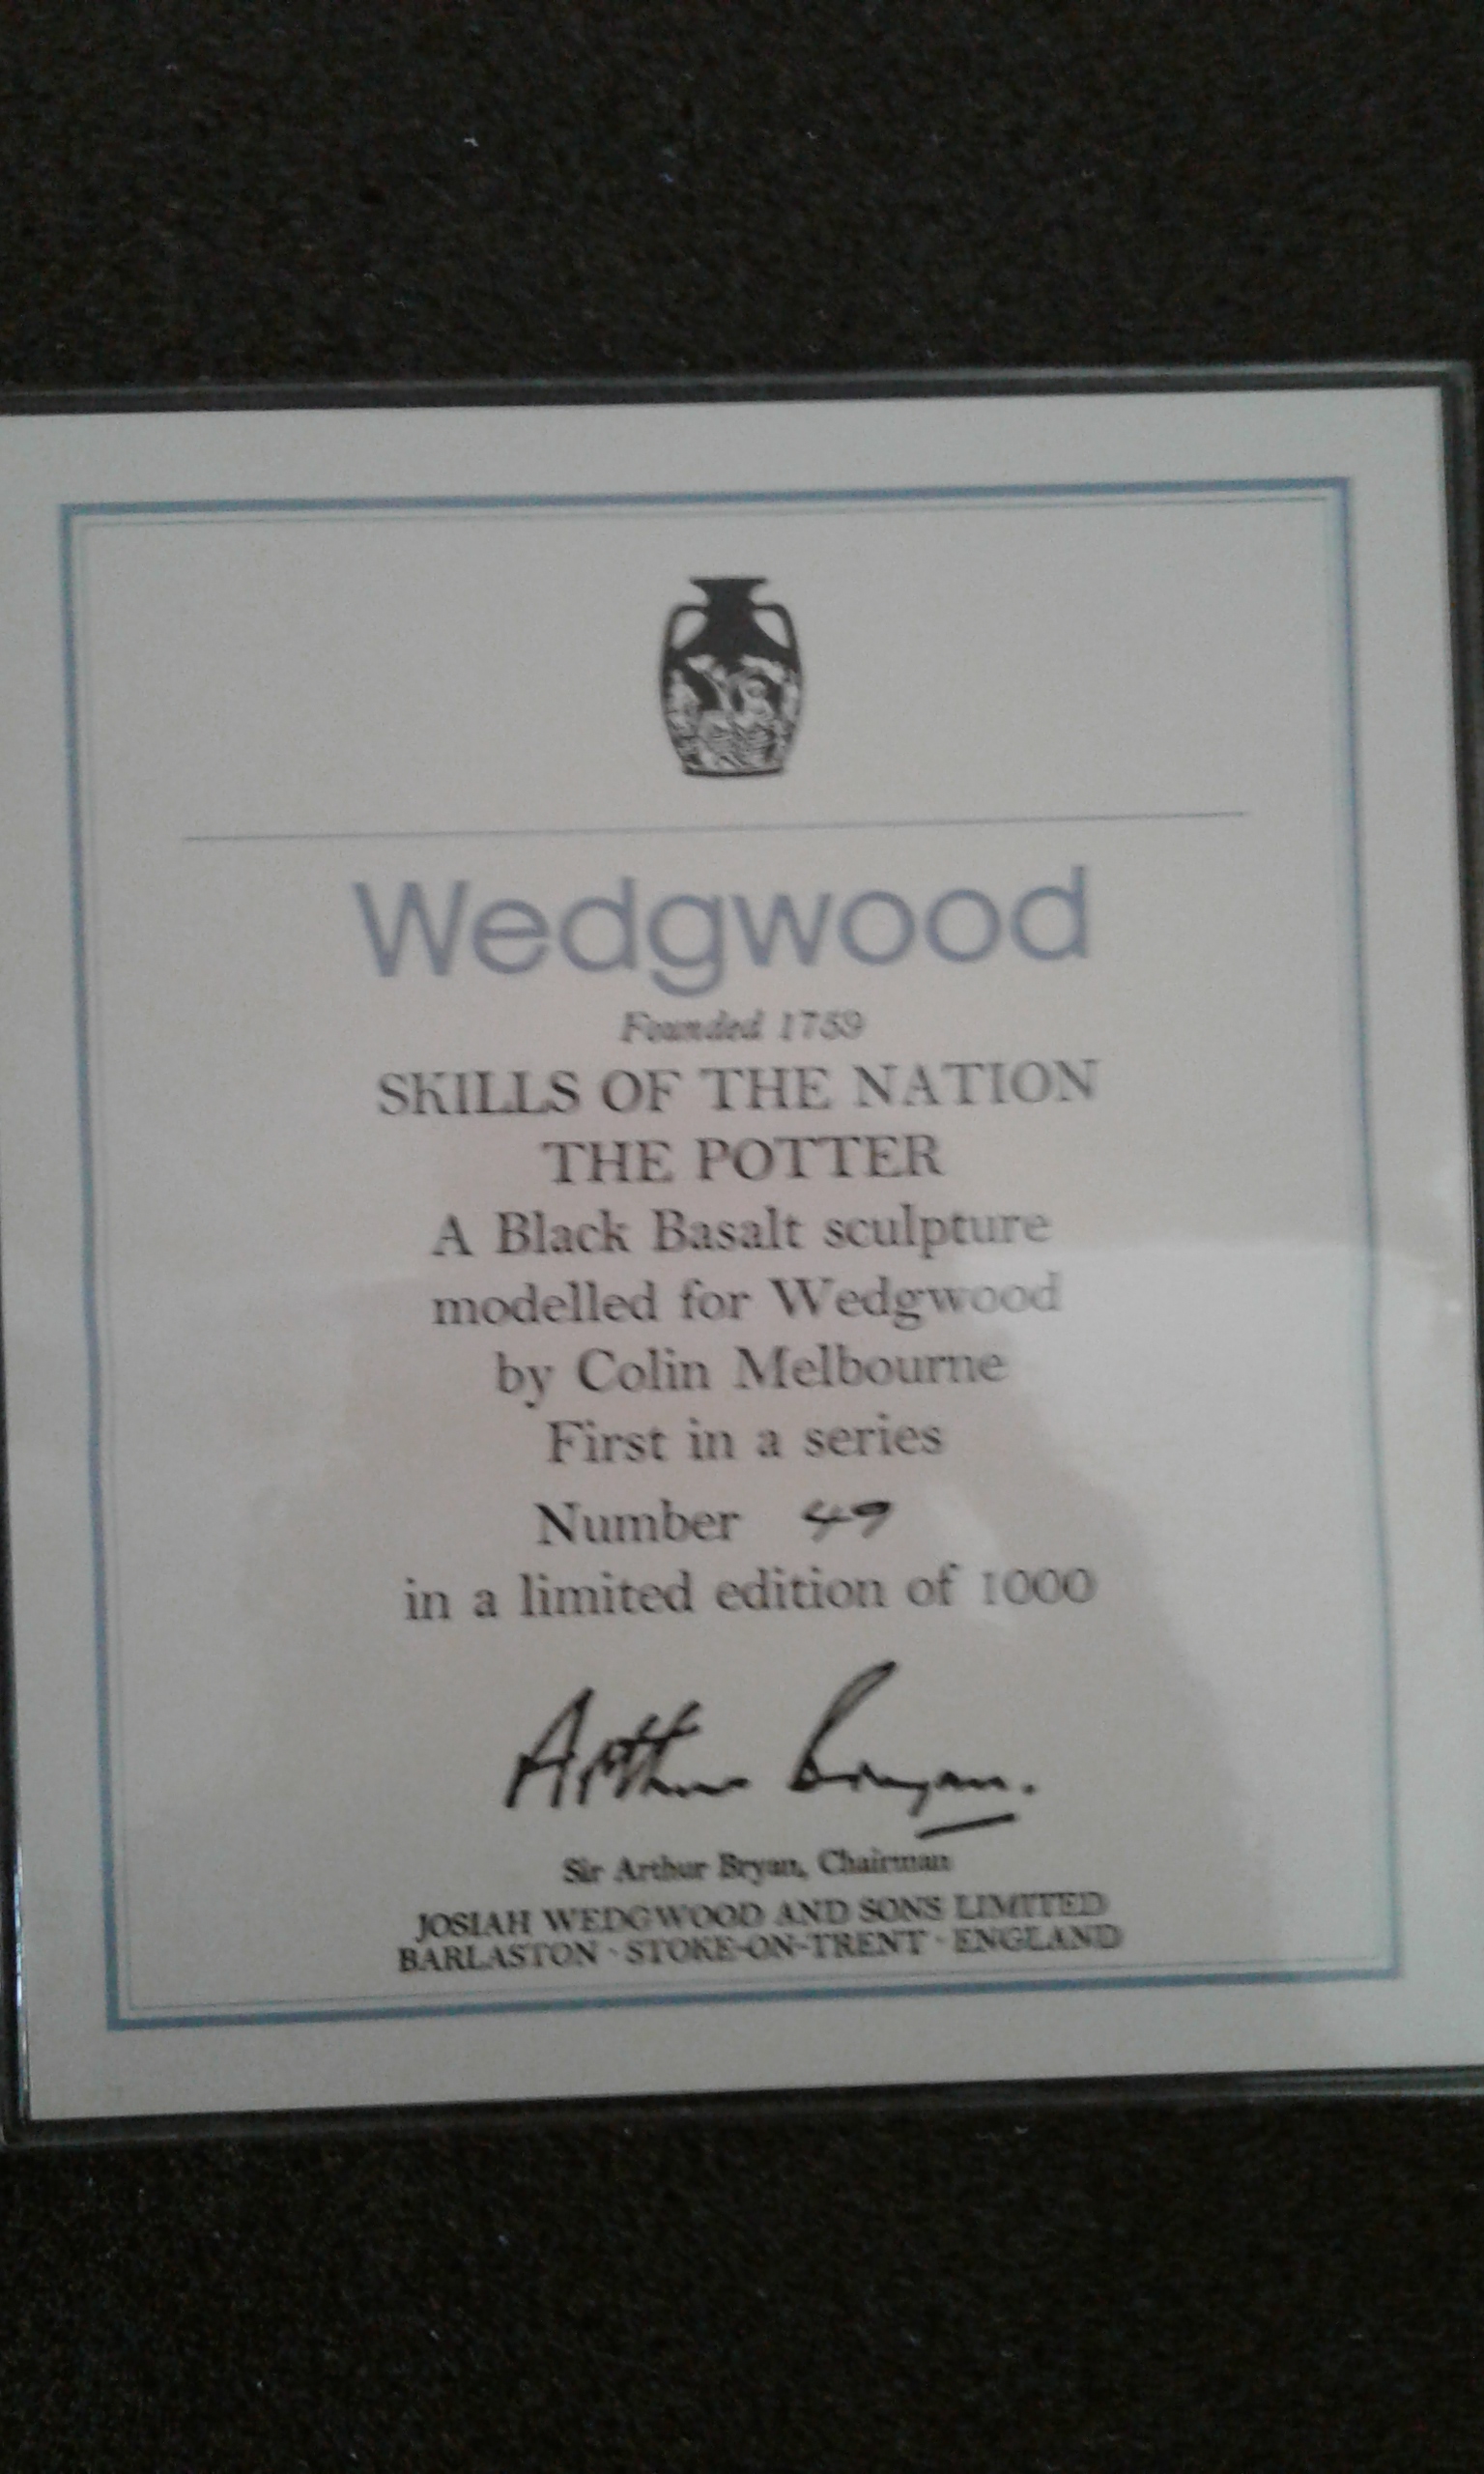 Wedgwood
Founded 1759
SKILLS OF THE NATION
THE POTTER
A Black Basalt sculpture
modelled for Wedgwood
by Colin Melbourne
First in a series
Number 49
in a limited edition of 1000
Arthur Bryan.
Sir Arthur Bryan, Chairman
JOSIAH WEDGWOOD AND SONS LIMITED
BARLASTON · STOKE-ON-TRENT · ENGLAND